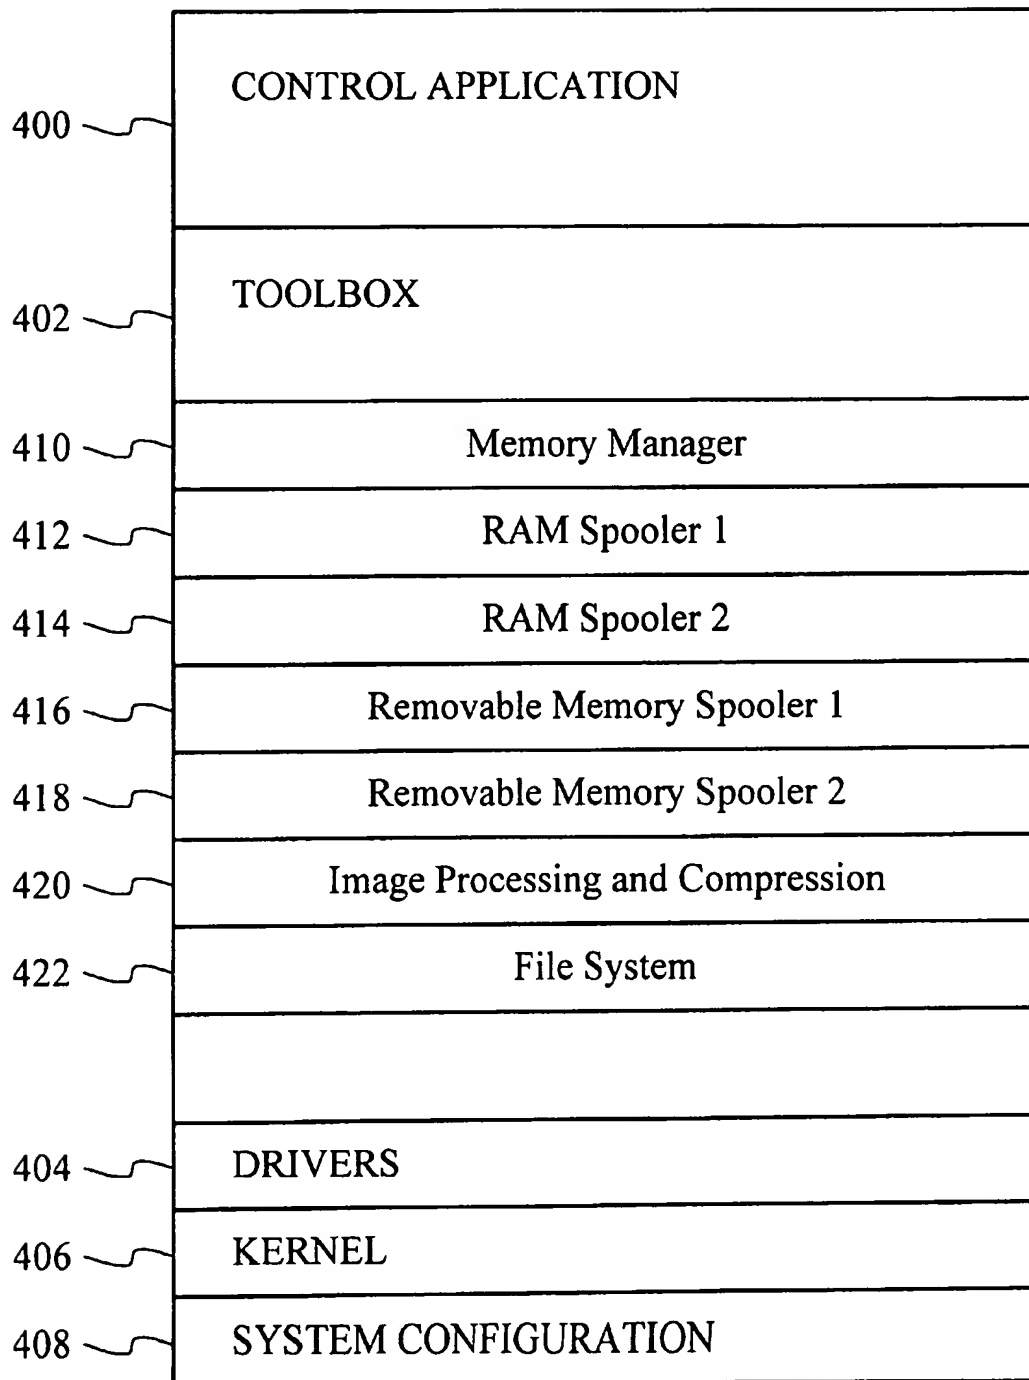 400 CONTROL APPLICATION
402 TOOLBOX
410 Memory Manager
412 RAM Spooler 1
414 RAM Spooler 2
416 Removable Memory Spooler 1
418 Removable Memory Spooler 2
420 Image Processing and Compression
422 File System
404 DRIVERS
406 KERNEL
408 SYSTEM CONFIGURATION